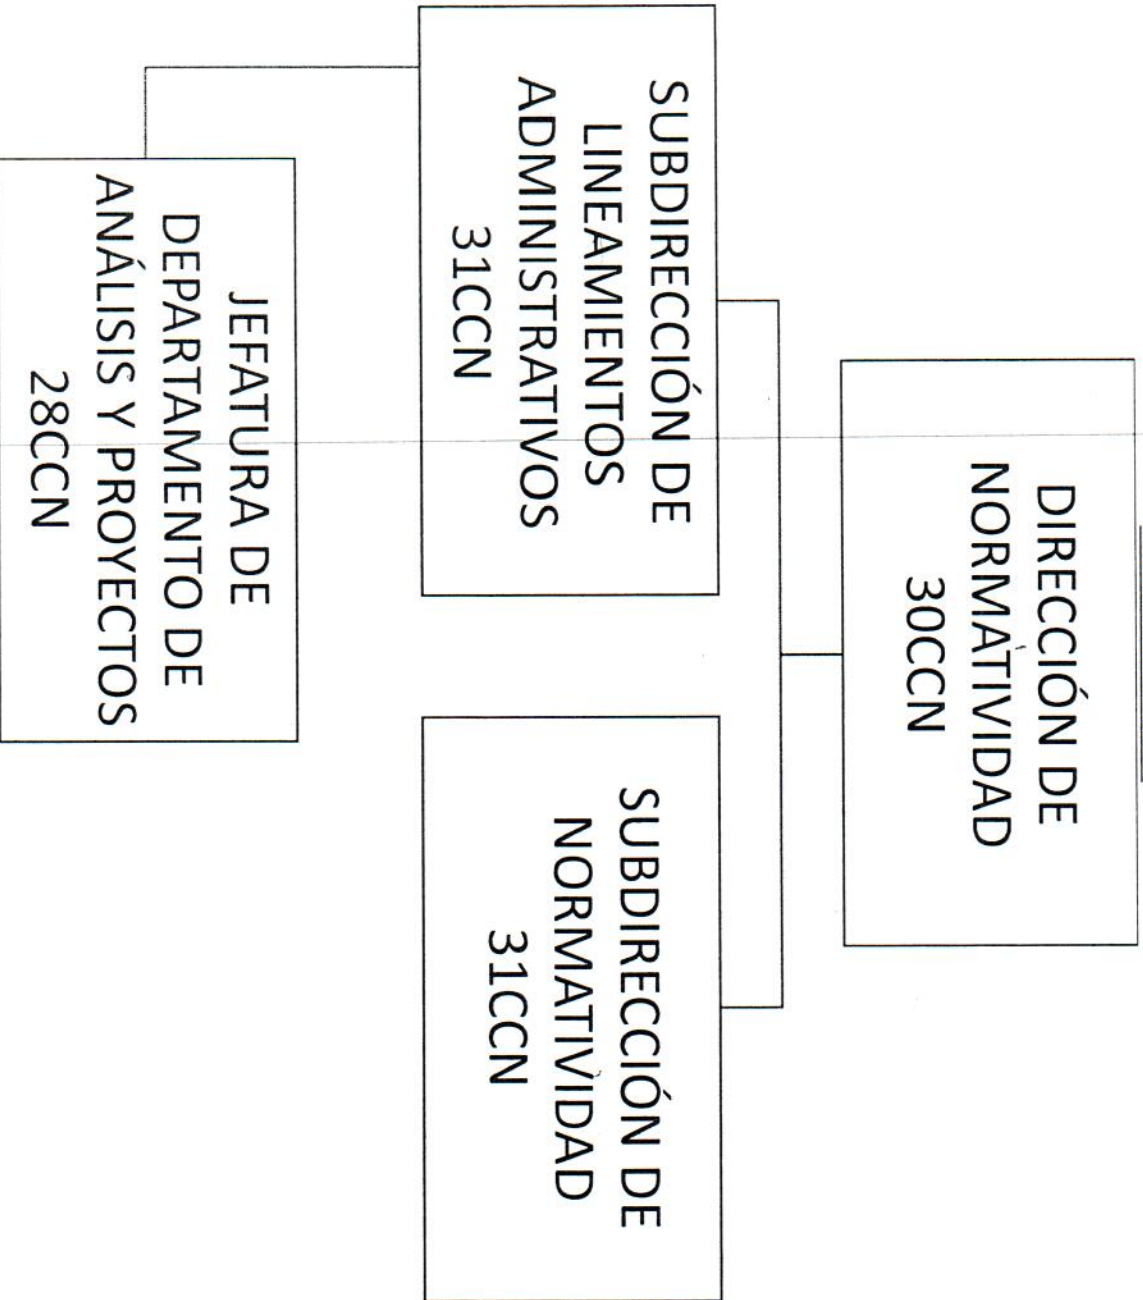 DIRECCIÓN DE
NORMATIVIDAD
30CCN
SUBDIRECCIÓN DE
LINEAMIENTOS
ADMINISTRATIVOS
31CCN
SUBDIRECCIÓN DE
NORMATIVIDAD
31CCN
JEFATURA DE
DEPARTAMENTO DE
ANÁLISIS Y PROYECTOS
28CCN